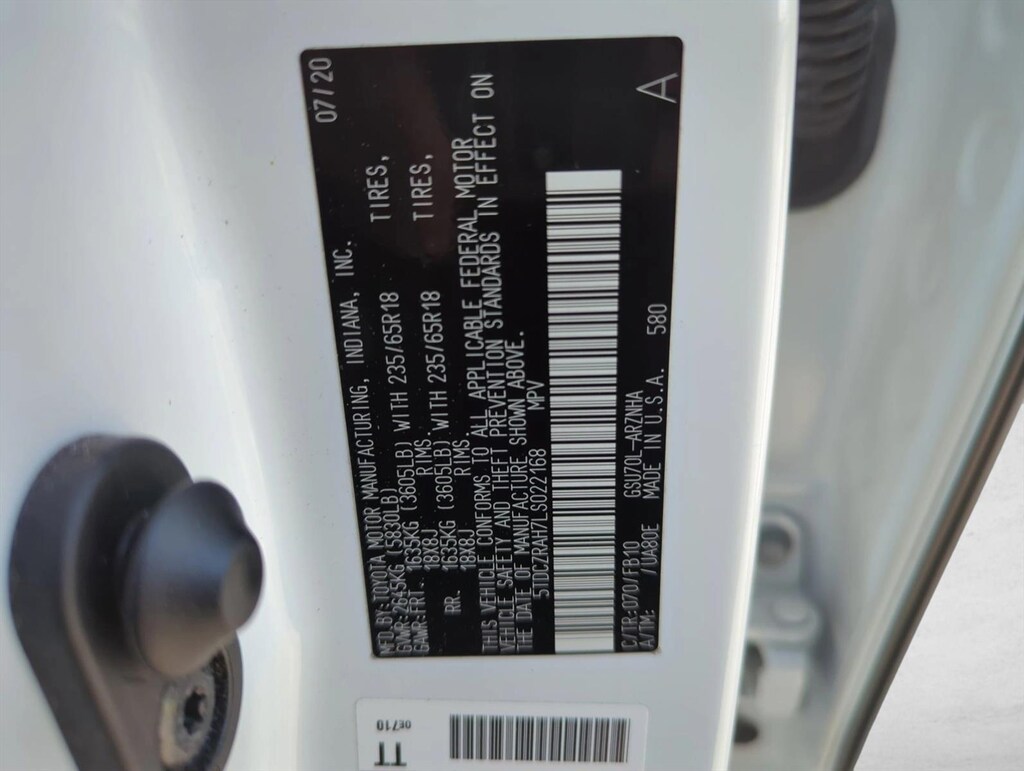 MFD.BY:TOYOTA MOTOR MANUFACTURING, INDIANA, INC. 07/20
GVWR:2645KG (5830LB)
GAWR:FRT. 1635KG (3605LB) WITH 235/65R18 TIRES,
18X8J RIMS,
RR. 1635KG (3605LB) WITH 235/65R18 TIRES,
18X8J RIMS.
THIS VEHICLE CONFORMS TO ALL APPLICABLE FEDERAL MOTOR
VEHICLE SAFETY AND THEFT PREVENTION STANDARDS IN EFFECT ON
THE DATE OF MANUFACTURE SHOWN ABOVE.
5TDCZRAH7LS022168 MPV
C/TR:070/FB10 GSU70L-ARZNHA
A/TM: /UA80E MADE IN U.S.A. 580 A
TT
0E710